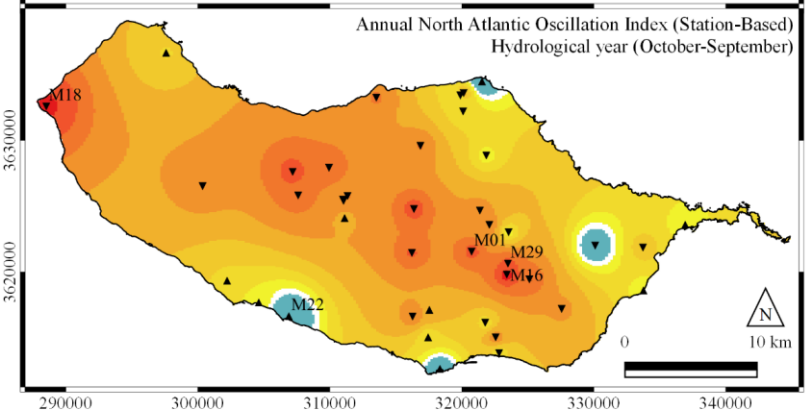 Annual North Atlantic Oscillation Index (Station-Based)
Hydrological year (October-September)
M18
3630000
M01
M29
M16
3620000
M22
N
0 10 km
290000 300000 310000 320000 330000 340000